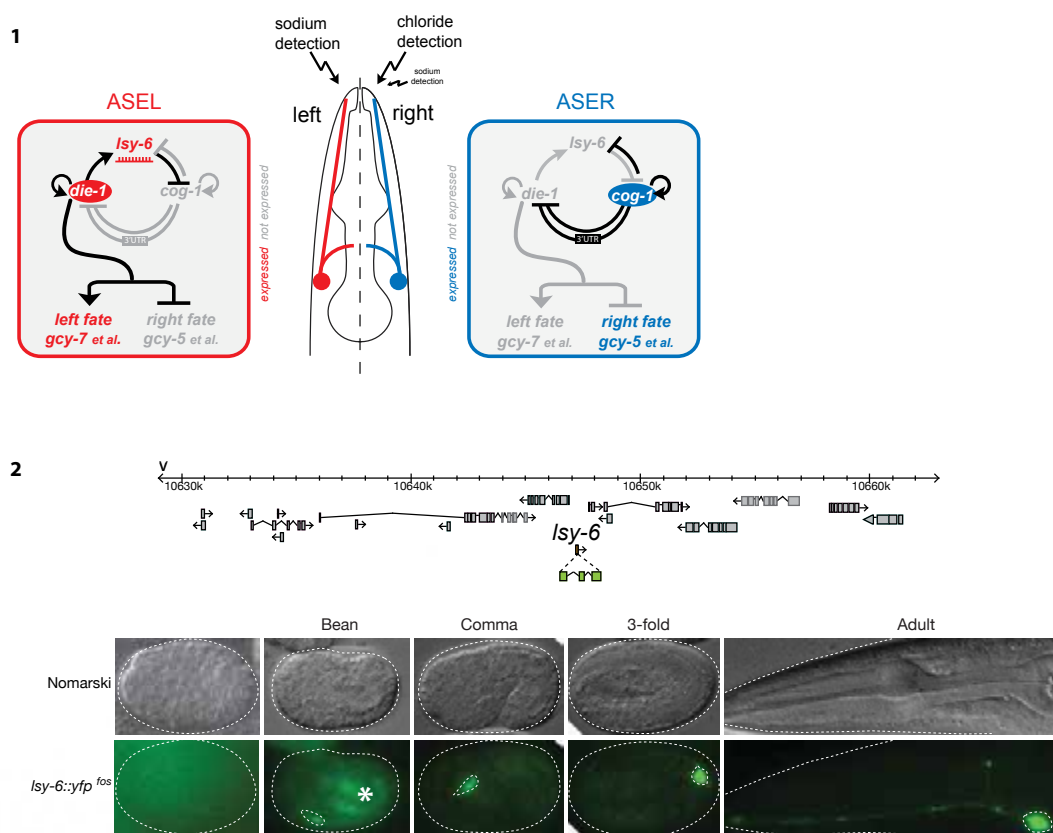 1
sodium
detection
chloride
detection
sodium
detection
ASEL
left
right
ASER
lsy-6
die-1
cog-1
3'UTR
left fate
gcy-7 et al.
right fate
gcy-5 et al.
expressed not expressed
expressed not expressed
lsy-6
die-1
cog-1
3'UTR
left fate
gcy-7 et al.
right fate
gcy-5 et al.
2
V
10630k 10640k 10650k 10660k
lsy-6
Bean Comma 3-fold Adult
Nomarski
lsy-6::yfp fos
*